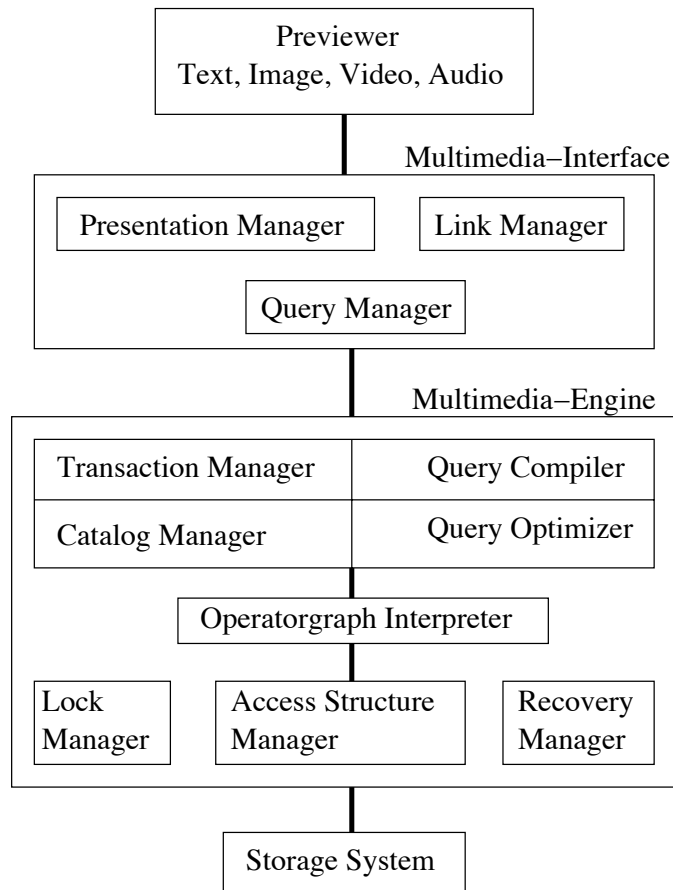 Previewer
Text, Image, Video, Audio
Multimedia–Interface
Presentation Manager
Link Manager
Query Manager
Multimedia–Engine
Transaction Manager
Query Compiler
Catalog Manager
Query Optimizer
Operatorgraph Interpreter
Lock
Manager
Access Structure
Manager
Recovery
Manager
Storage System